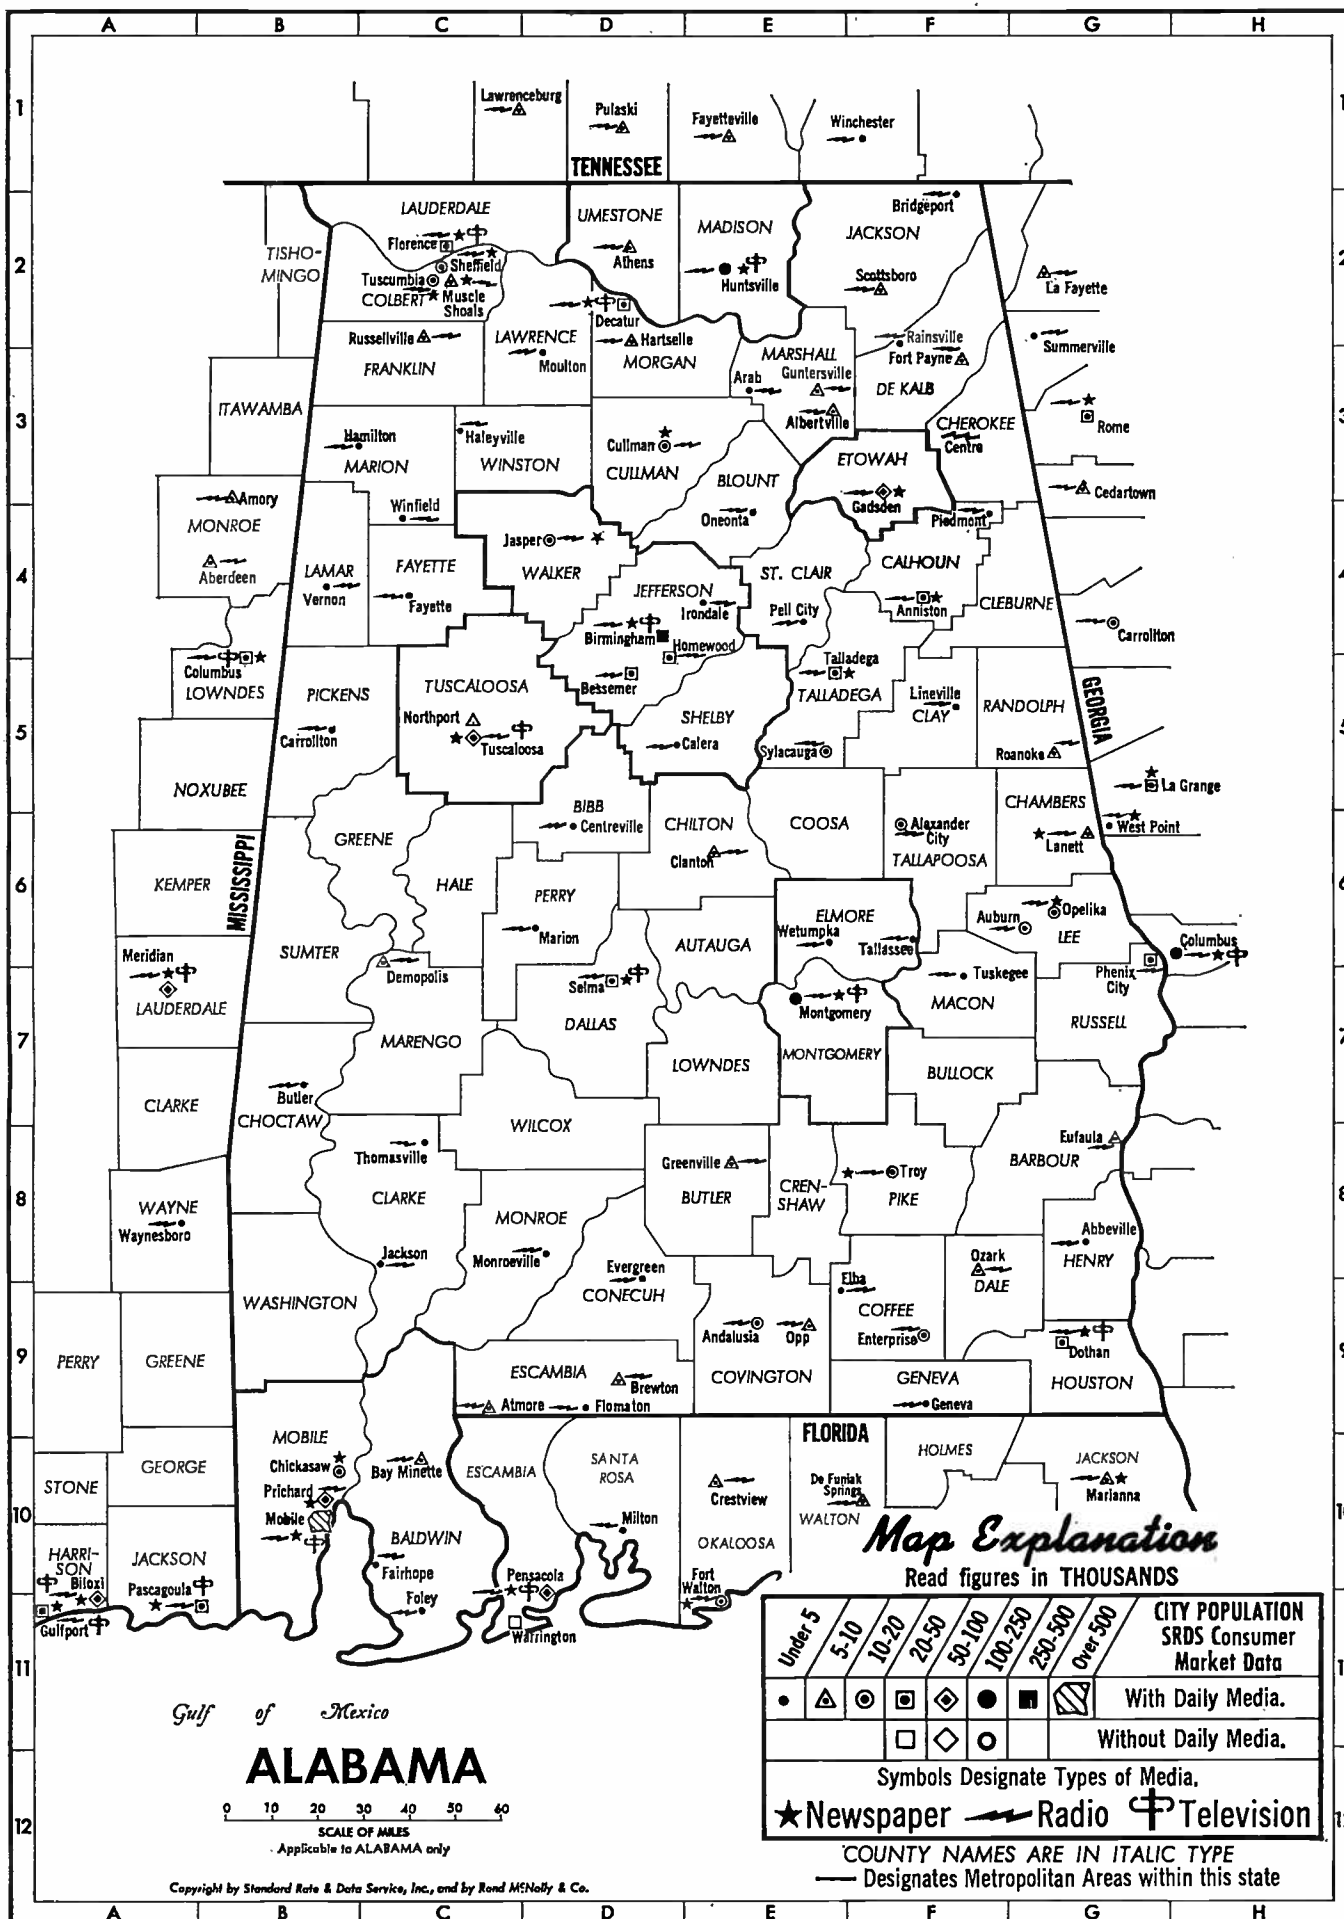 A B C D E F G H
1
Lawrenceburg
Pulaski
Fayetteville
Winchester
TENNESSEE
Bridgeport
LAUDERDALE
UMESTONE
MADISON
JACKSON
Florence
Athens
Huntsville
TISHO-
MINGO
2
Sheffield
Tuscumbia
COLBERT
Muscle
Shoals
Scottsboro
La Fayette
Decatur
Russellville
LAWRENCE
Moulton
Hartselle
MORGAN
Rainsville
Fort Payne
Summerville
FRANKLIN
MARSHALL
Guntersville
Arab
Albertville
DE KALB
ITAWAMBA
3
CHEROKEE
Centre
Rome
Hamilton
MARION
Haleyville
WINSTON
Cullman
CULLMAN
BLOUNT
ETOWAH
Gadsden
Cedartown
Amory
MONROE
Winfield
Oneonta
Piedmont
Aberdeen
LAMAR
Vernon
FAYETTE
Fayette
Jasper
WALKER
JEFFERSON
Irondale
ST. CLAIR
Pell City
CALHOUN
Anniston
CLEBURNE
4
Carrollton
Birmingham
Homewood
Columbus
LOWNDES
PICKENS
Carrollton
TUSCALOOSA
Northport
Tuscaloosa
Bessemer
SHELBY
Calera
Talladega
TALLADEGA
Lineville
CLAY
RANDOLPH
GEORGIA
5
Sylacauga
Roanoke
NOXUBEE
GREENE
BIBB
Centreville
CHILTON
Clanton
COOSA
Alaxander
City
TALLAPOOSA
CHAMBERS
Lanett
La Grange
West Point
MISSISSIPPI
6
KEMPER
HALE
PERRY
Marion
ELMORE
Wetumpka
Tallassee
Auburn
Opelika
LEE
SUMTER
AUTAUGA
Columbus
Meridian
LAUDERDALE
Demopolis
Selma
DALLAS
Tuskegee
MACON
Phenix
City
Montgomery
RUSSELL
7
MARENGO
LOWNDES
MONTGOMERY
BULLOCK
CLARKE
Butler
CHOCTAW
WILCOX
Thomasville
Greenville
BUTLER
CREN-
SHAW
Troy
PIKE
Eufaula
BARBOUR
8
WAYNE
Waynesboro
CLARKE
Jackson
MONROE
Monroeville
Evergreen
CONECUH
Elba
COFFEE
Enterprise
Ozark
DALE
Abbeville
HENRY
WASHINGTON
Andalusia
Opp
COVINGTON
Dothan
HOUSTON
9
PERRY
GREENE
ESCAMBIA
Brewton
Atmore
Flomaton
GENEVA
Geneva
MOBILE
Chickasaw
Prichard
Mobile
Bay Minette
ESCAMBIA
SANTA
ROSA
FLORIDA
HOLMES
JACKSON
Marianna
STONE
GEORGE
Crestview
De Funiak
Springs
WALTON
10
HARRI-
SON
JACKSON
BALDWIN
Milton
OKALOOSA
Biloxi
Pascagoula
Gulfport
Fairhope
Foley
Pensacola
Warrington
Fort
Walton
11
Map Explanation
Read figures in THOUSANDS
Under 5 5-10 10-20 20-50 50-100 100-250 250-500 Over 500
CITY POPULATION
SRDS Consumer
Market Data
With Daily Media.
Without Daily Media.
Symbols Designate Types of Media.
Newspaper Radio Television
COUNTY NAMES ARE IN ITALIC TYPE
Designates Metropolitan Areas within this state
Gulf of Mexico
ALABAMA
0 10 20 30 40 50 60
SCALE OF MILES
Applicable to ALABAMA only
12
Copyright by Standard Rate & Data Service, Inc., and by Rand McNally & Co.
A B C D E F G H